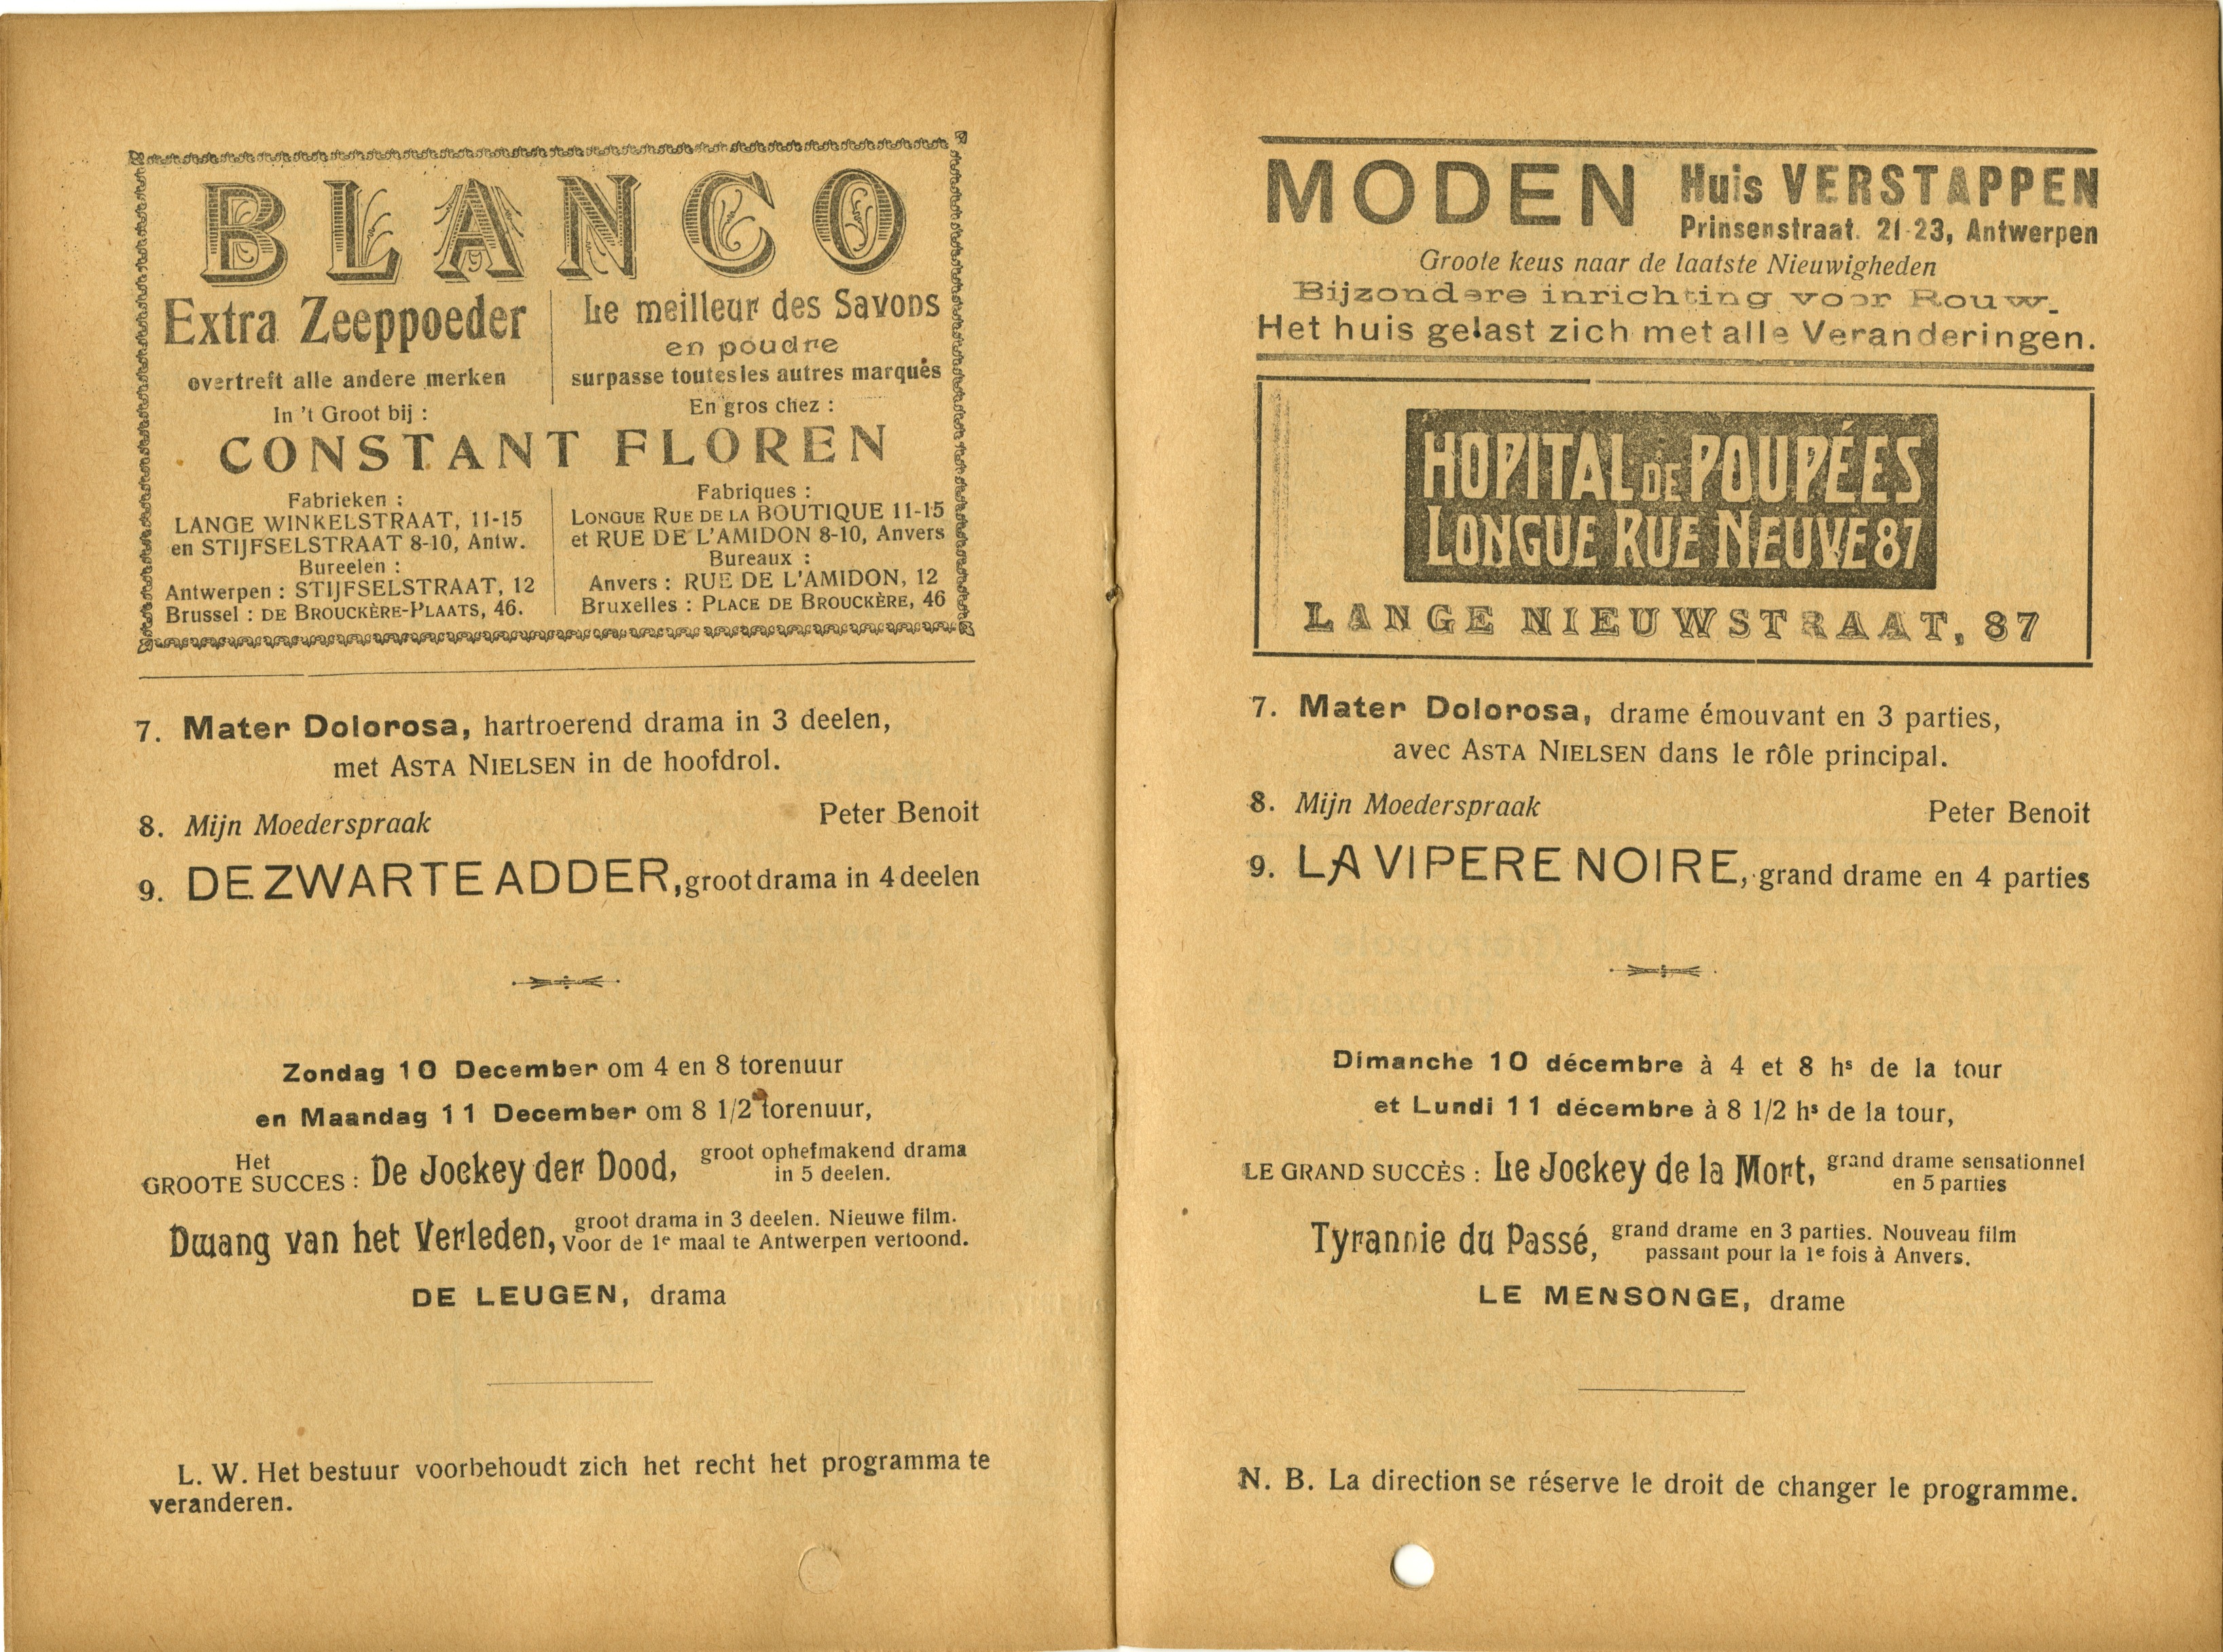 BLANCO
Extra Zeeppoeder
overtreft alle andere merken
In 't Groot bij :
Le meilleur des Savons
en poudre
surpasse toutes les autres marques
En gros chez :
CONSTANT FLOREN
Fabrieken :
LANGE WINKELSTRAAT, 11-15
en STIJFSELSTRAAT 8-10, Antw.
Bureelen :
Antwerpen : STIJFSELSTRAAT, 12
Brussel : DE BROUCKÈRE-PLAATS, 46.
Fabriques :
LONGUE RUE DE LA BOUTIQUE 11-15
et RUE DE L'AMIDON 8-10, Anvers
Bureaux :
Anvers : RUE DE L'AMIDON, 12
Bruxelles : PLACE DE BROUCKÈRE, 46
7. Mater Dolorosa, hartroerend drama in 3 deelen,
met ASTA NIELSEN in de hoofdrol.
8. Mijn Moederspraak Peter Benoit
9. DE ZWARTE ADDER, groot drama in 4 deelen
Zondag 10 December om 4 en 8 torenuur
en Maandag 11 December om 8 1/2 torenuur,
Het
GROOTE SUCCES : De Jockey der Dood, groot ophefmakend drama
in 5 deelen.
Dwang van het Verleden, groot drama in 3 deelen. Nieuwe film.
Voor de 1e maal te Antwerpen vertoond.
DE LEUGEN, drama
L. W. Het bestuur voorbehoudt zich het recht het programma te
veranderen.
MODEN Huis VERSTAPPEN
Prinsenstraat. 21-23, Antwerpen
Groote keus naar de laatste Nieuwigheden
Bijzondere inrichting voor Rouw.
Het huis gelast zich met alle Veranderingen.
HOPITAL DE POUPÉES
LONGUE RUE NEUVE 87
LANGE NIEUWSTRAAT, 87
7. Mater Dolorosa, drame émouvant en 3 parties,
avec ASTA NIELSEN dans le rôle principal.
8. Mijn Moederspraak Peter Benoit
9. LA VIPERE NOIRE, grand drame en 4 parties
Dimanche 10 décembre à 4 et 8 hs de la tour
et Lundi 11 décembre à 8 1/2 hs de la tour,
LE GRAND SUCCÈS : Le Jockey de la Mort, grand drame sensationnel
en 5 parties
Tyrannie du Passé, grand drame en 3 parties. Nouveau film
passant pour la 1e fois à Anvers.
LE MENSONGE, drame
N. B. La direction se réserve le droit de changer le programme.